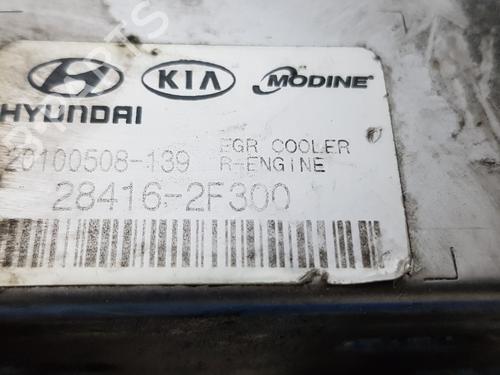 HYUNDAI
KIA
MODINE
20100508-139
EGR COOLER
R-ENGINE
28416-2F300